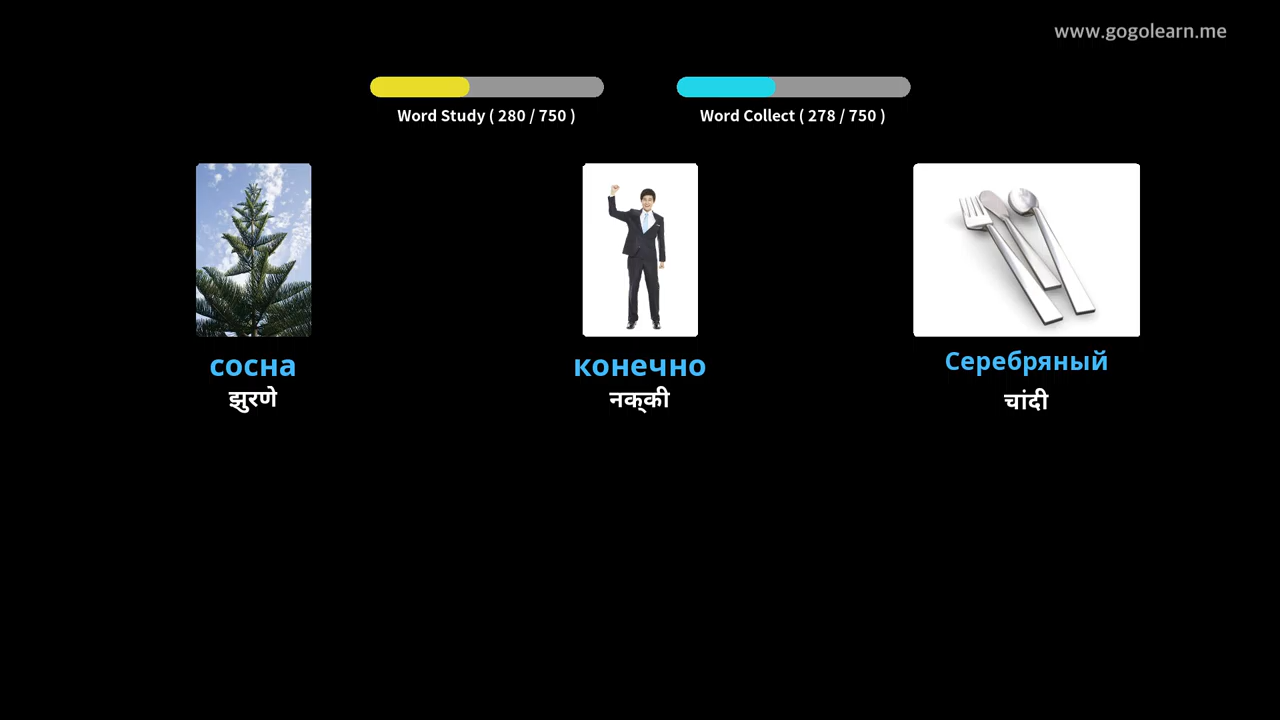 www.gogolearn.me
Word Study ( 280 / 750 )
Word Collect ( 278 / 750 )
сосна
конечно
Серебряный
झुरणे
नक्की
चांदी